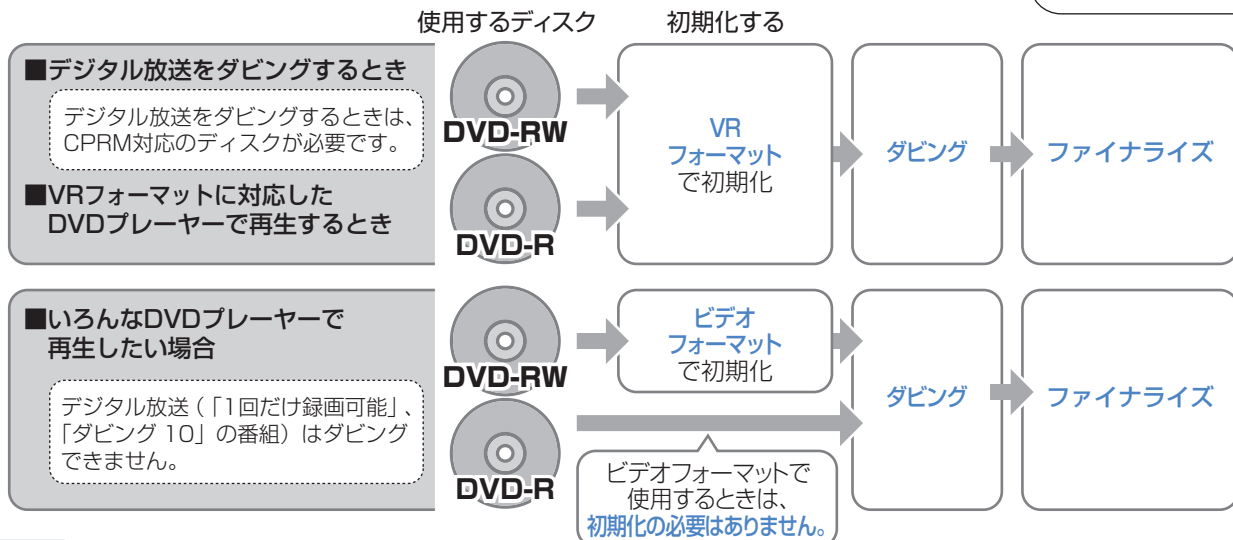 使用するディスク
初期化する
■デジタル放送をダビングするとき
デジタル放送をダビングするときは、
CPRM対応のディスクが必要です。
■VRフォーマットに対応した
DVDプレーヤーで再生するとき
DVD-RW
DVD-R
VR
フォーマット
で初期化
ダビング
ファイナライズ
■いろんなDVDプレーヤーで
再生したい場合
デジタル放送(「1回だけ録画可能」、
「ダビング 10」の番組)はダビング
できません。
DVD-RW
DVD-R
ビデオ
フォーマット
で初期化
ビデオフォーマットで
使用するときは、
初期化の必要はありません。
ダビング
ファイナライズ